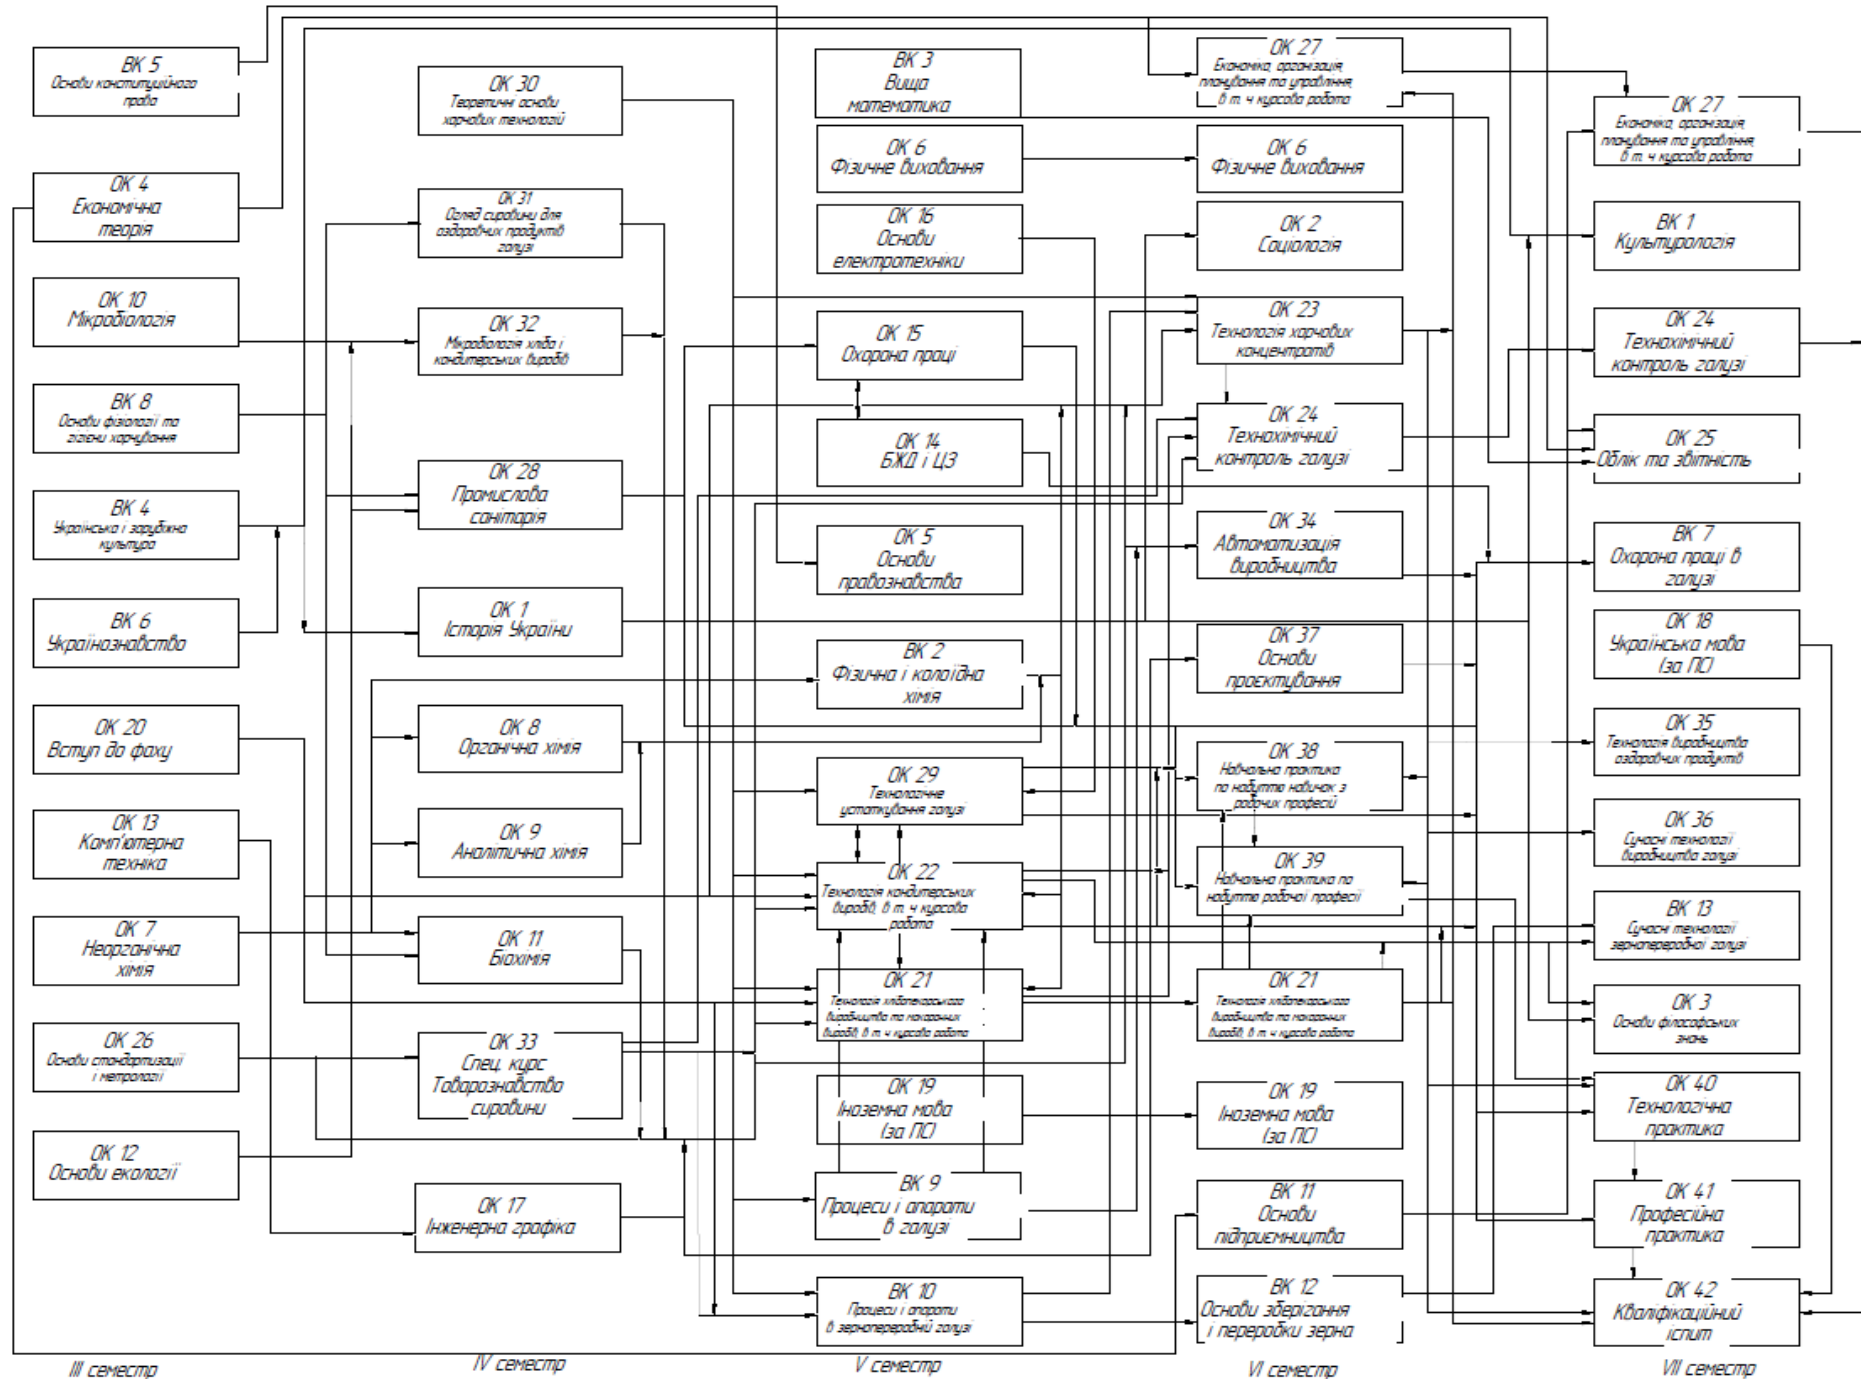 ВК 5
Основи конституційного
права
ОК 4
Економічна
теорія
ОК 10
Мікробіологія
ВК 8
Основи фізіології та
гігієни харчування
ВК 4
Українська і зарубіжна
культура
ВК 6
Українознавство
ОК 20
Вступ до фаху
ОК 13
Комп'ютерна
техніка
ОК 7
Неорганічна
хімія
ОК 26
Основи стандартизації
і метрології
ОК 12
Основи екології
III семестр
ОК 30
Теоретичні основи
харчових технологій
ОК 31
Огляд сировини для
оздоровчих продуктів
галузі
ОК 32
Мікробіологія хліба і
кондитерських виробів
ОК 28
Промислова
санітарія
ОК 1
Історія України
ОК 8
Органічна хімія
ОК 9
Аналітична хімія
ОК 11
Біохімія
ОК 33
Спец. курс
Товарознавство
сировини
ОК 17
Інженерна графіка
IV семестр
ВК 3
Вища
математика
ОК 6
Фізичне виховання
ОК 16
Основи
електротехніки
ОК 15
Охорона праці
ОК 14
БЖД і ЦЗ
ОК 5
Основи
правознавства
ВК 2
Фізична і колоїдна
хімія
ОК 29
Технологічне
устаткування галузі
ОК 22
Технологія кондитерських
виробів, в т. ч курсова
робота
ОК 21
Технологія хлібопекарського
виробництва та макаронних
виробів, в т. ч курсова робота
ОК 19
Іноземна мова
(за ПС)
ВК 9
Процеси і апарати
в галузі
ВК 10
Процеси і апарати
в зернопереробній галузі
V семестр
ОК 27
Економіка, організація,
планування та управління,
в т. ч курсова робота
ОК 6
Фізичне виховання
ОК 2
Соціологія
ОК 23
Технологія харчових
концентратів
ОК 24
Технохімічний
контроль галузі
ОК 34
Автоматизація
виробництва
ОК 37
Основи
проєктування
ОК 38
Навчальна практика
по набуття навичок з
робочих професій
ОК 39
Навчальна практика по
набуття робочої професії
ОК 21
Технологія хлібопекарського
виробництва та макаронних
виробів, в т. ч курсова робота
ОК 19
Іноземна мова
(за ПС)
ВК 11
Основи
підприємництва
ВК 12
Основи зберігання
і переробки зерна
VI семестр
ОК 27
Економіка, організація,
планування та управління,
в т. ч курсова робота
ВК 1
Культурологія
ОК 24
Технохімічний
контроль галузі
ОК 25
Облік та звітність
ВК 7
Охорона праці в
галузі
ОК 18
Українська мова
(за ПС)
ОК 35
Технологія виробництва
оздоровчих продуктів
ОК 36
Сучасні технології
виробництва галузі
ВК 13
Сучасні технології
зернопереробної галузі
ОК 3
Основи філософських
знань
ОК 40
Технологічна
практика
ОК 41
Професійна
практика
ОК 42
Кваліфікаційний
іспит
VII семестр